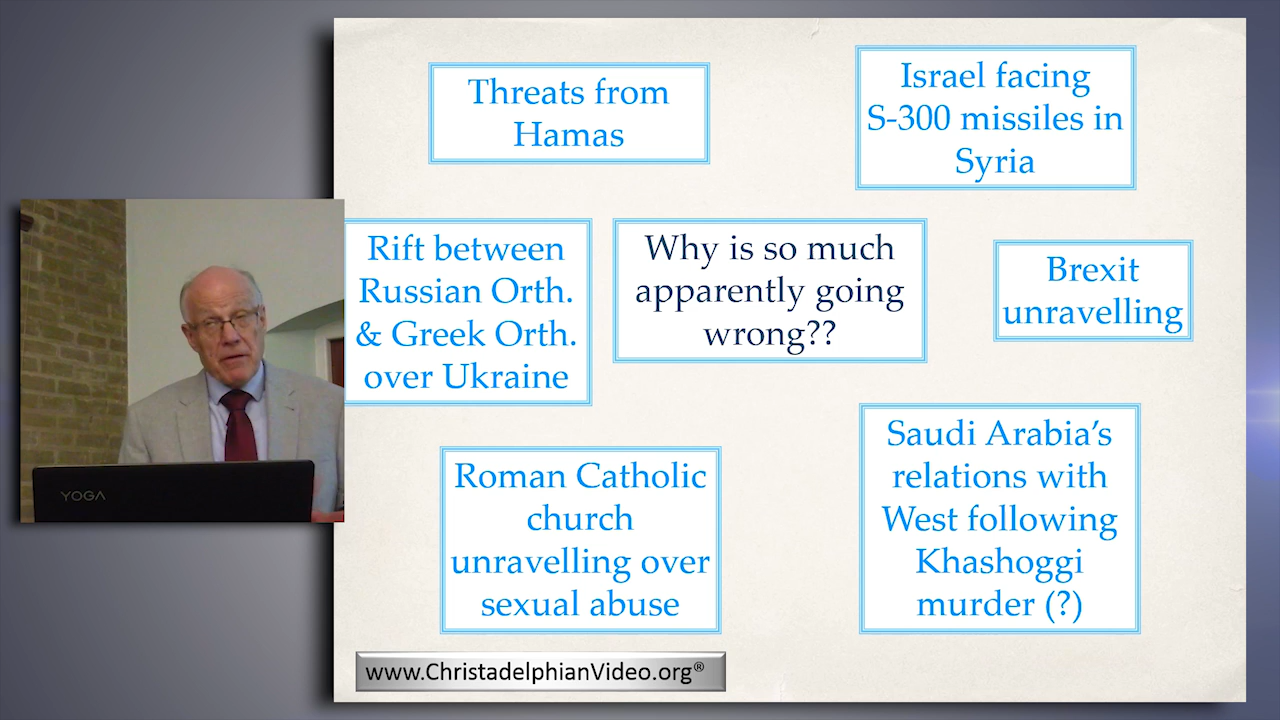 Threats from
Hamas
Israel facing
S-300 missiles in
Syria
Rift between
Russian Orth.
& Greek Orth.
over Ukraine
Why is so much
apparently going
wrong??
Brexit
unravelling
Roman Catholic
church
unravelling over
sexual abuse
Saudi Arabia’s
relations with
West following
Khashoggi
murder (?)
YOGA
www.ChristadelphianVideo.org®